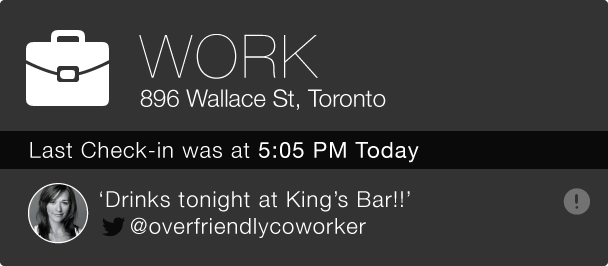 WORK
896 Wallace St, Toronto
Last Check-in was at 5:05 PM Today
‘Drinks tonight at King’s Bar!!’
@overfriendlycoworker
!